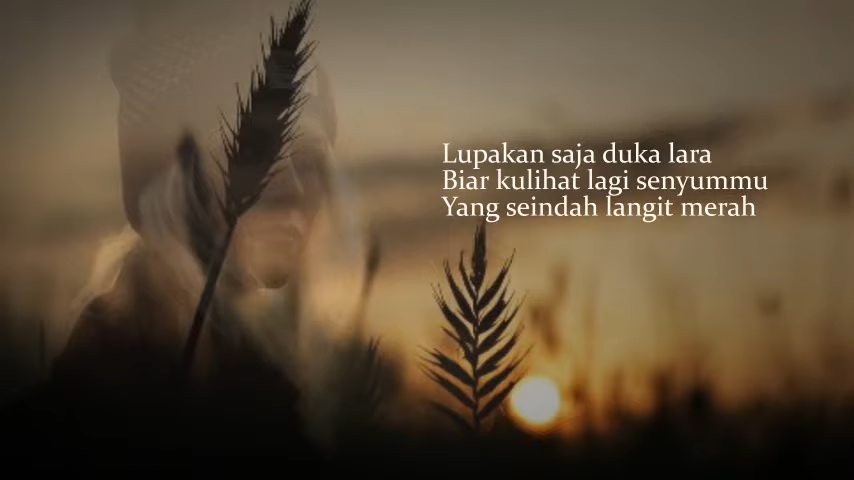 Lupakan saja duka lara
Biar kulihat lagi senyummu
Yang seindah langit merah